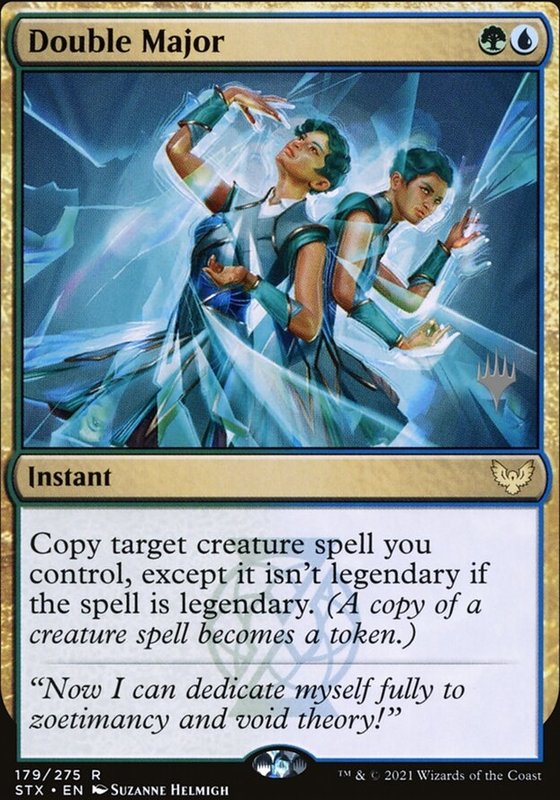 Double Major
Instant
Copy target creature spell you
control, except it isn't legendary if
the spell is legendary. (A copy of a
creature spell becomes a token.)
"Now I can dedicate myself fully to
zoetimancy and void theory!"
179/275 R
STX • EN SUZANNE HELMIGH
™ & © 2021 Wizards of the Coast